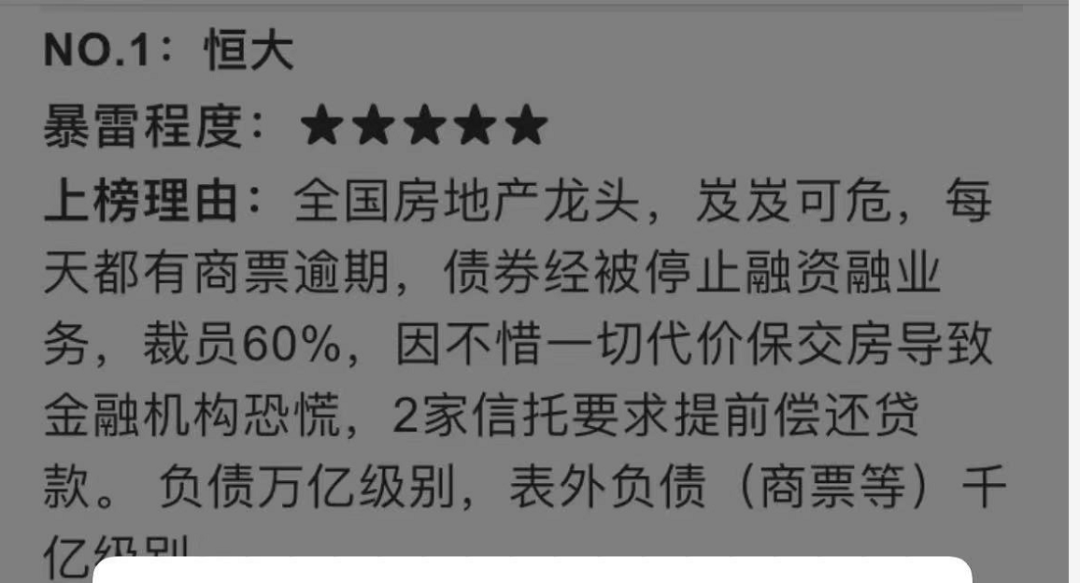 NO.1：恒大
暴雷程度：★★★★★
上榜理由：全国房地产龙头，岌岌可危，每
天都有商票逾期，债券经被停止融资融业
务，裁员60%，因不惜一切代价保交房导致
金融机构恐慌，2家信托要求提前偿还贷
款。 负债万亿级别，表外负债（商票等）千
亿级别